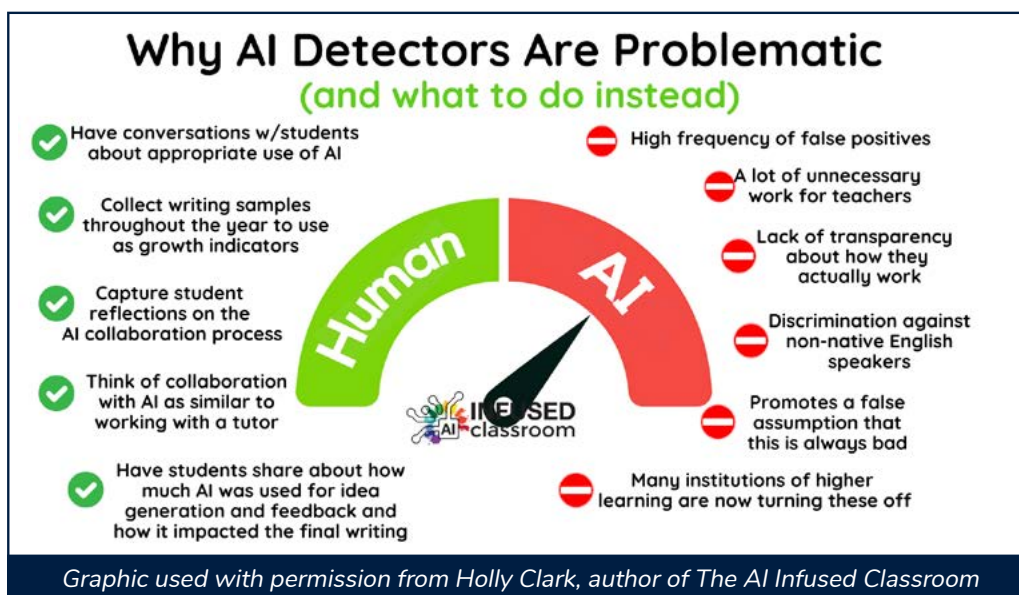 Why AI Detectors Are Problematic
(and what to do instead)
Have conversations w/students
about appropriate use of AI
Collect writing samples
throughout the year to use
as growth indicators
Capture student
reflections on the
AI collaboration process
Think of collaboration
with AI as similar to
working with a tutor
Have students share about how
much AI was used for idea
generation and feedback and
how it impacted the final writing
Human
AI
AI
INFUSED
classroom
High frequency of false positives
A lot of unnecessary
work for teachers
Lack of transparency
about how they
actually work
Discrimination against
non-native English
speakers
Promotes a false
assumption that
this is always bad
Many institutions of higher
learning are now turning these off
Graphic used with permission from Holly Clark, author of The AI Infused Classroom